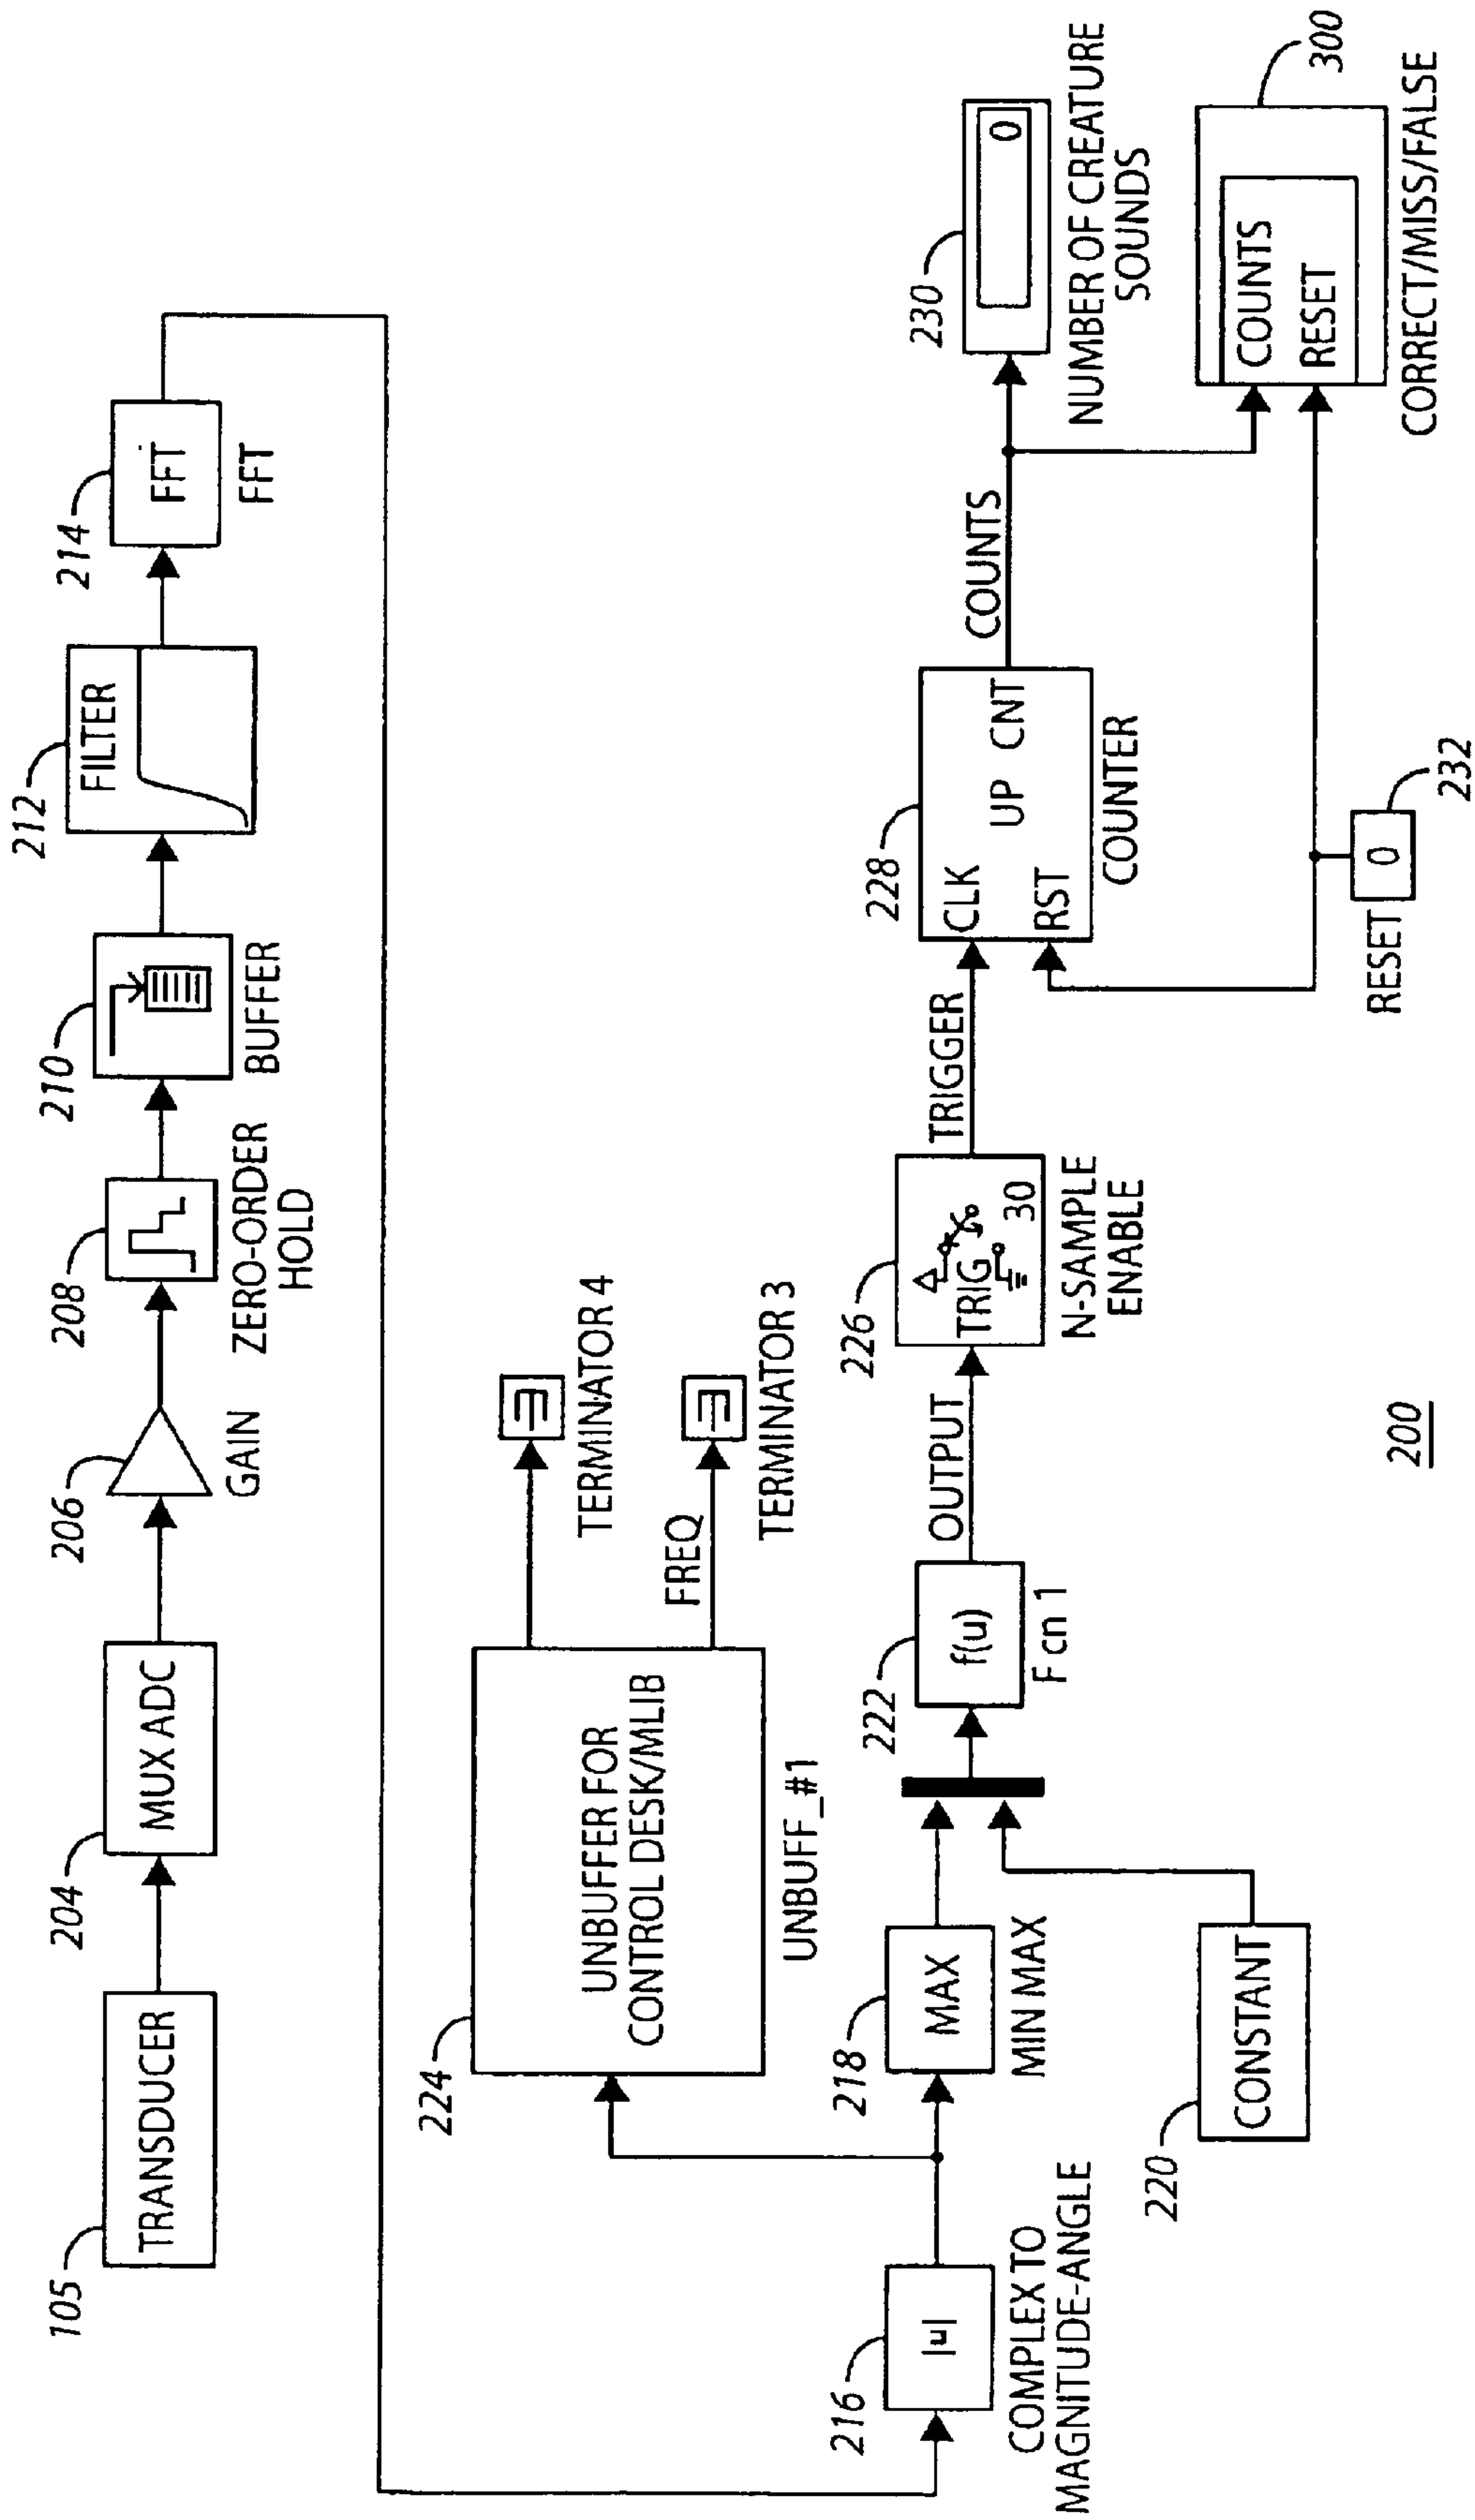 105
TRANSDUCER
204
MUX ADC
206
GAIN
208
ZERO-ORDER
HOLD
210
BUFFER
212
FILTER
214
FFT
FFT
224
UNBUFFER FOR
CONTROL DESK/MLIB
UNBUFF_#1
FREQ
TERMINATOR 4
TERMINATOR 3
216
|u|
COMPLEX TO
MAGNITUDE-ANGLE
218
MAX
MIN MAX
220
CONSTANT
222
f(u)
F cn 1
OUTPUT
226
TRIG
30
N-SAMPLE
ENABLE
TRIGGER
228
CLK
UP CNT
RST
COUNTER
COUNTS
230
0
NUMBER OF CREATURE
SOUNDS
RESET
0
232
COUNTS
RESET
300
CORRECT/MISS/FALSE
200